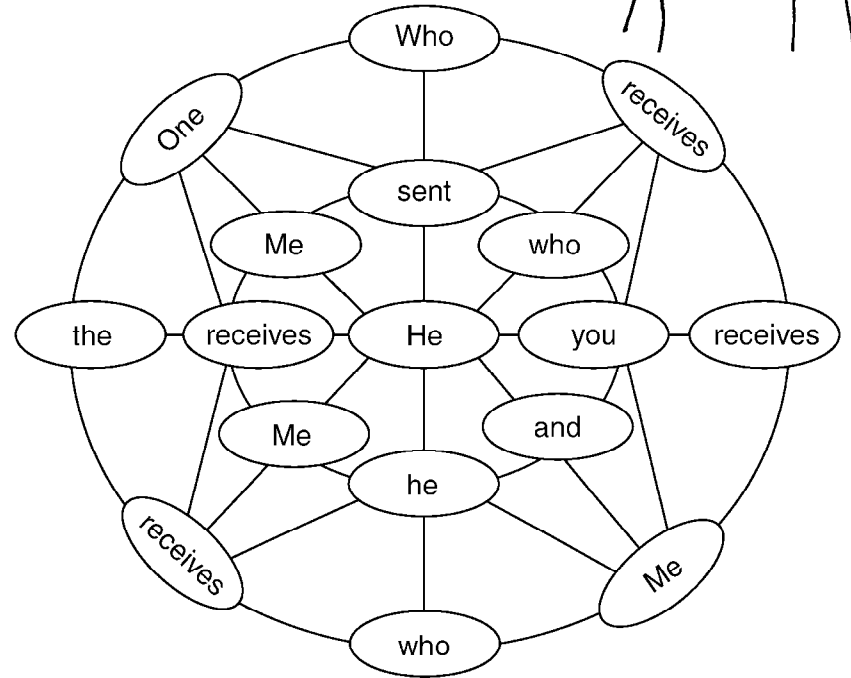 Who
One
receives
sent
Me
who
the
receives
He
you
receives
Me
and
he
receives
Me
who